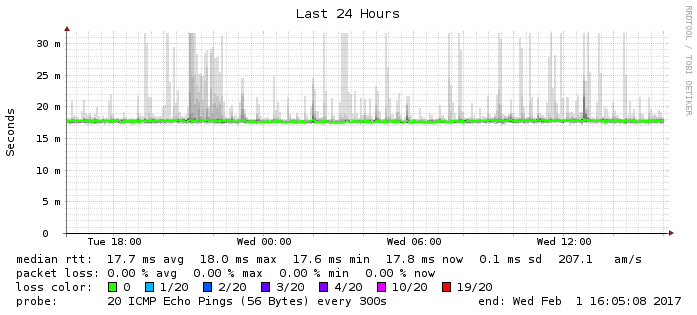 Last 24 Hours
RRDTOOL / TOBI OETIKER
Seconds
30 m
25 m
20 m
15 m
10 m
5 m
0
Tue 18:00 Wed 00:00 Wed 06:00 Wed 12:00
median rtt: 17.7 ms avg 18.0 ms max 17.6 ms min 17.8 ms now 0.1 ms sd 207.1 am/s
packet loss: 0.00 % avg 0.00 % max 0.00 % min 0.00 % now
loss color: 0 1/20 2/20 3/20 4/20 10/20 19/20
probe: 20 ICMP Echo Pings (56 Bytes) every 300s end: Wed Feb 1 16:05:08 2017